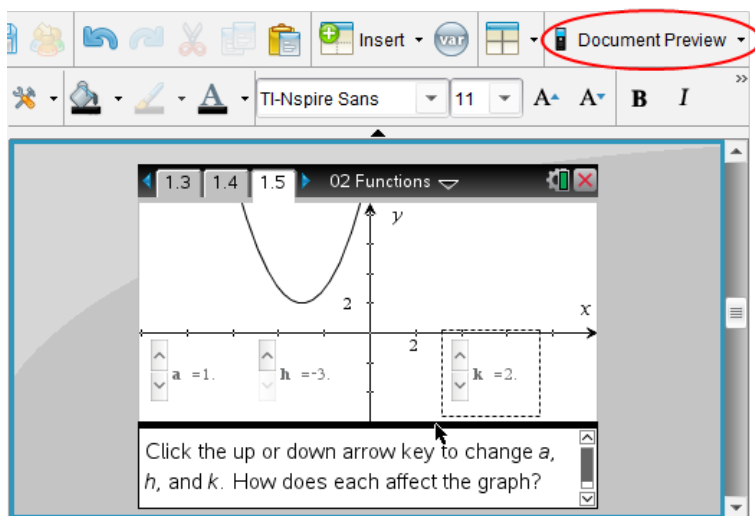 Insert var Document Preview
TI-Nspire Sans 11 A A B I
1.3 1.4 1.5 02 Functions
y
2
x
2
a =1. h =-3. k =2.
Click the up or down arrow key to change a,
h, and k. How does each affect the graph?